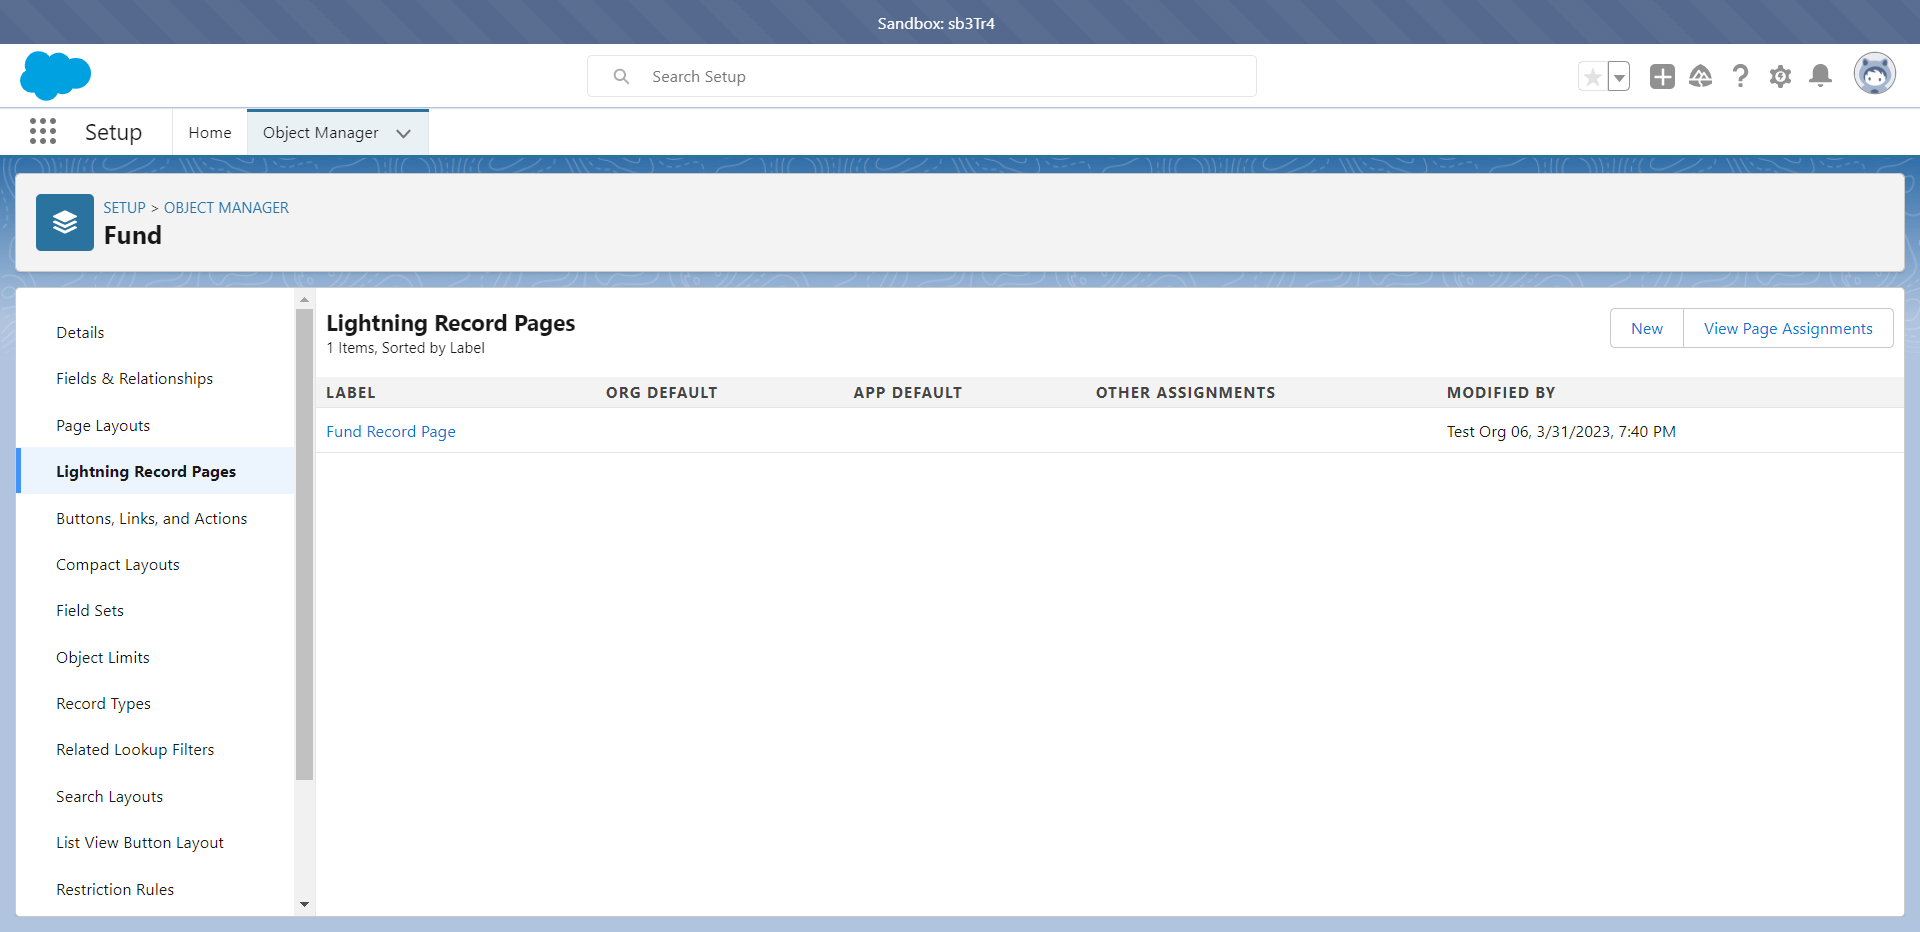 Sandbox: sb3Tr4
Search Setup
Setup
Home
Object Manager
SETUP > OBJECT MANAGER
Fund
Details
Fields & Relationships
Page Layouts
Lightning Record Pages
Buttons, Links, and Actions
Compact Layouts
Field Sets
Object Limits
Record Types
Related Lookup Filters
Search Layouts
List View Button Layout
Restriction Rules
Lightning Record Pages
1 Items, Sorted by Label
New
View Page Assignments
LABEL ORG DEFAULT APP DEFAULT OTHER ASSIGNMENTS MODIFIED BY
Fund Record Page Test Org 06, 3/31/2023, 7:40 PM